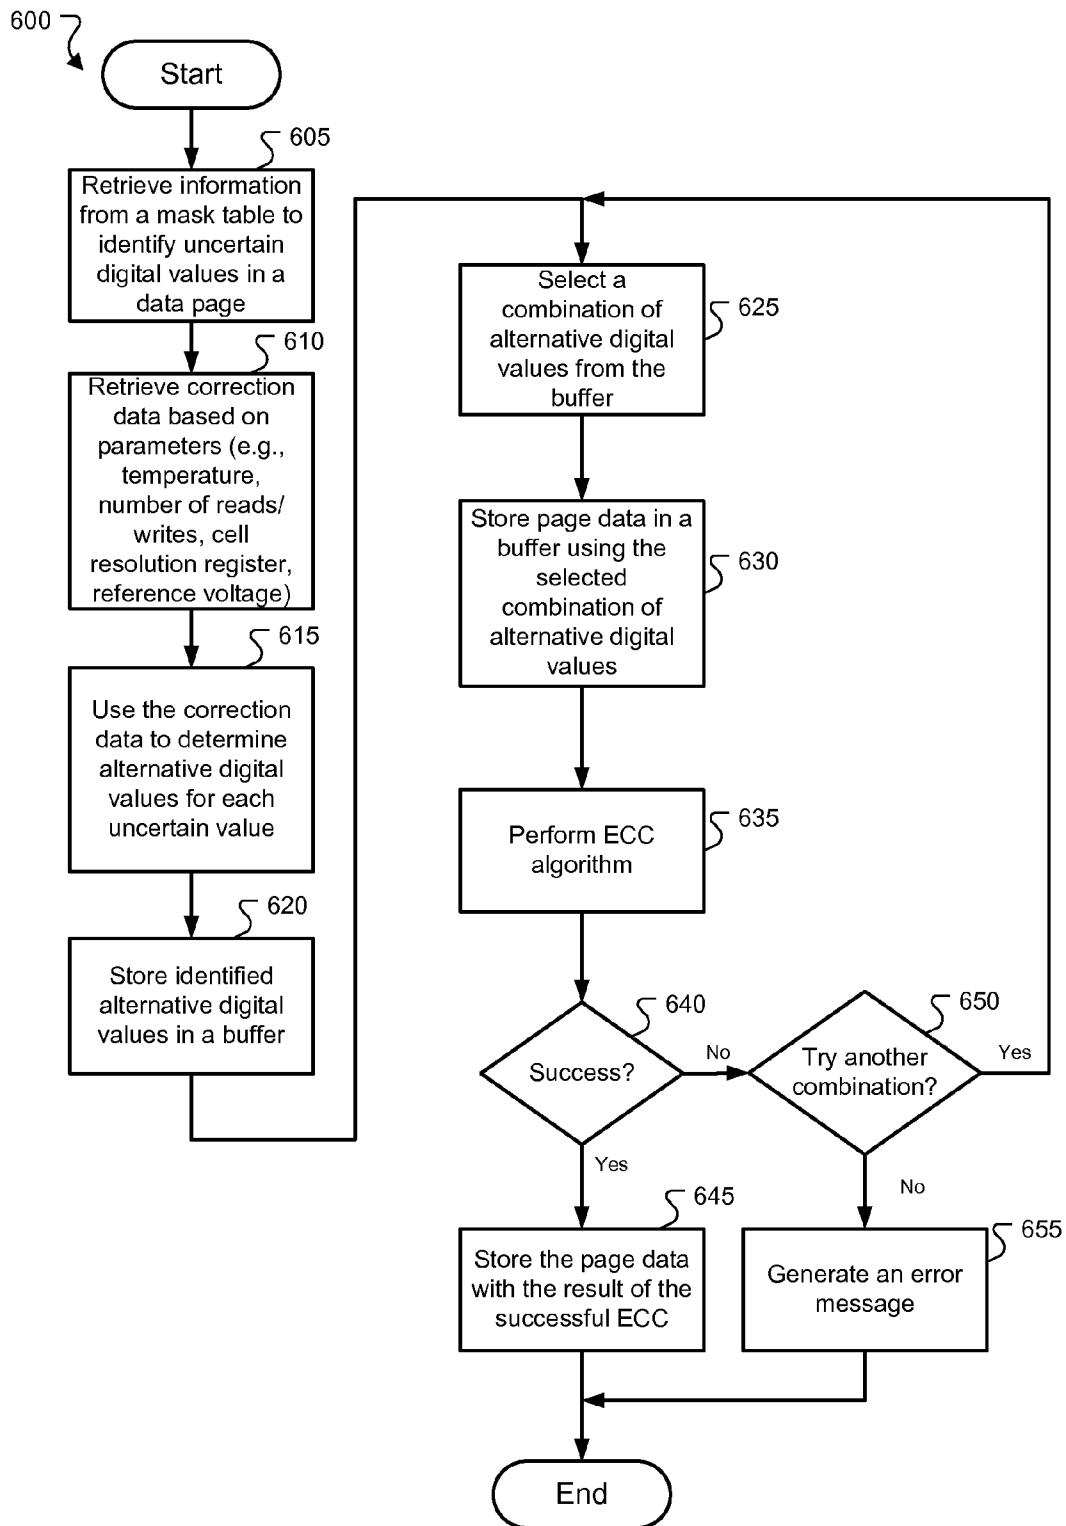 600
Start
605
Retrieve information
from a mask table to
identify uncertain
digital values in a
data page
610
Retrieve correction
data based on
parameters (e.g.,
temperature,
number of reads/
writes, cell
resolution register,
reference voltage)
615
Use the correction
data to determine
alternative digital
values for each
uncertain value
620
Store identified
alternative digital
values in a buffer
Select a
combination of
alternative digital
values from the
buffer
625
Store page data in a
buffer using the
selected
combination of
alternative digital
values
630
Perform ECC
algorithm
635
Success?
640
No
Yes
Try another
combination?
650
Yes
No
Store the page data
with the result of the
successful ECC
645
Generate an error
message
655
End